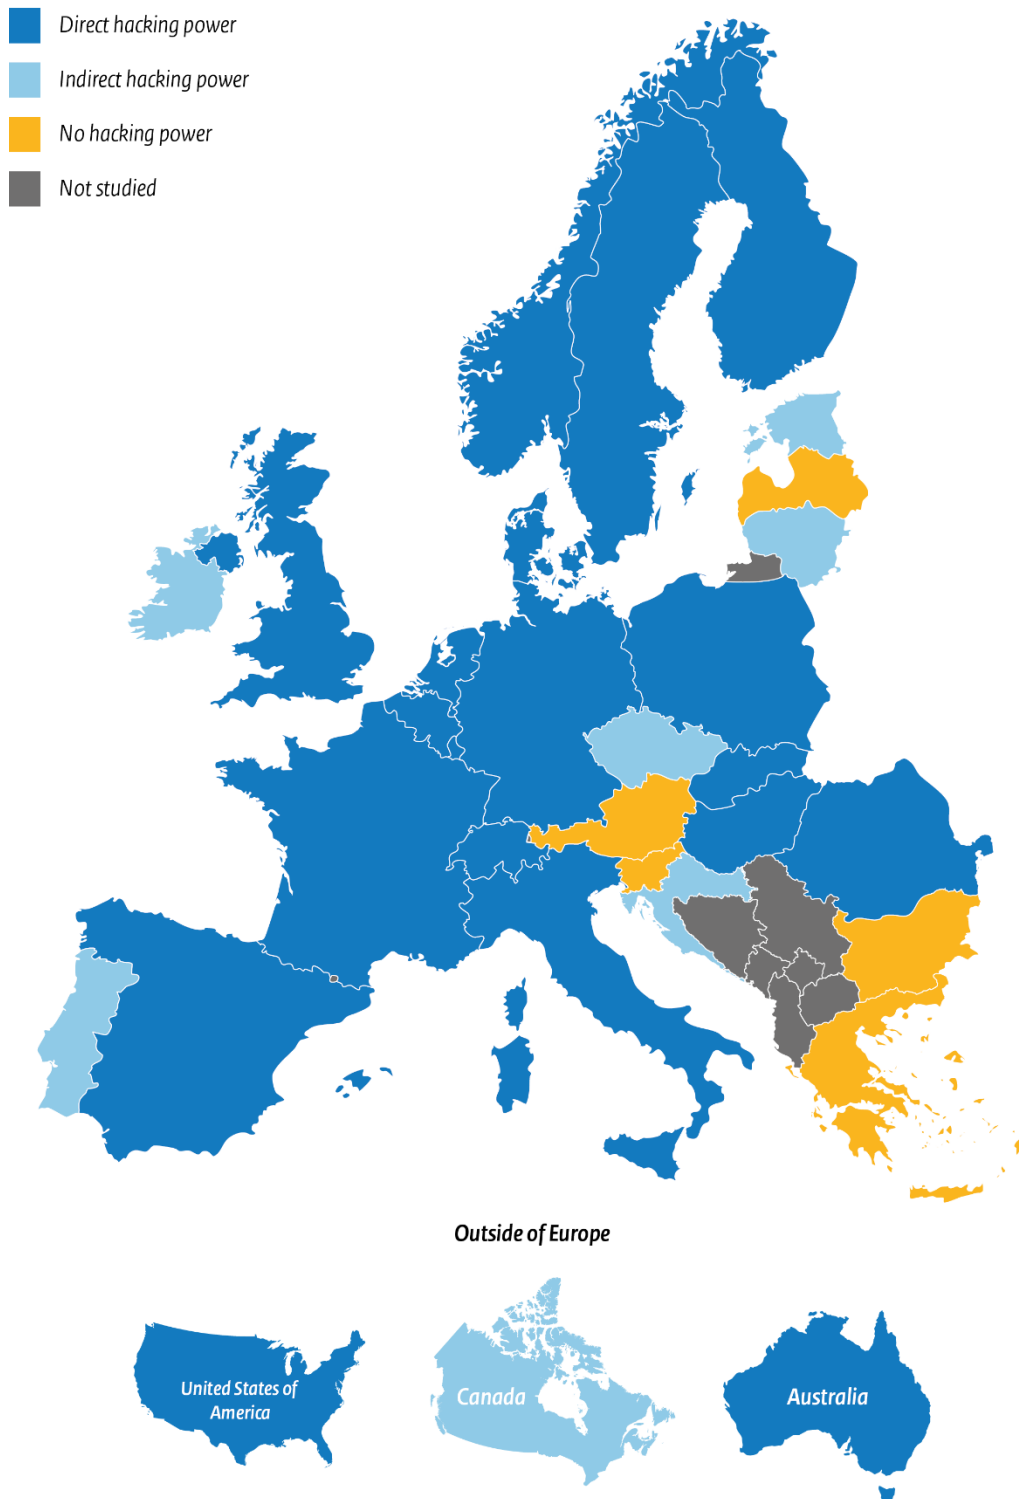 Direct hacking power
Indirect hacking power
No hacking power
Not studied
Outside of Europe
United States of
America
Canada
Australia